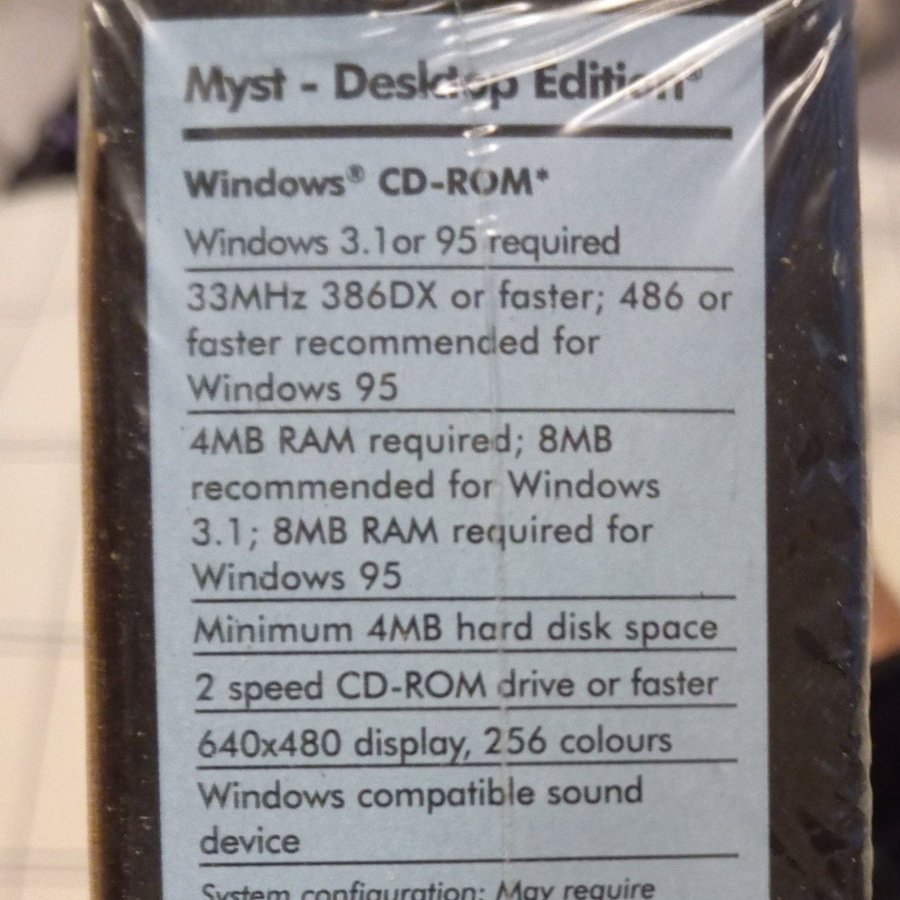 Myst - Desktop Edition*
Windows® CD-ROM*
Windows 3.1or 95 required
33MHz 386DX or faster; 486 or
faster recommended for
Windows 95
4MB RAM required; 8MB
recommended for Windows
3.1; 8MB RAM required for
Windows 95
Minimum 4MB hard disk space
2 speed CD-ROM drive or faster
640x480 display, 256 colours
Windows compatible sound
device
System configuration: May require